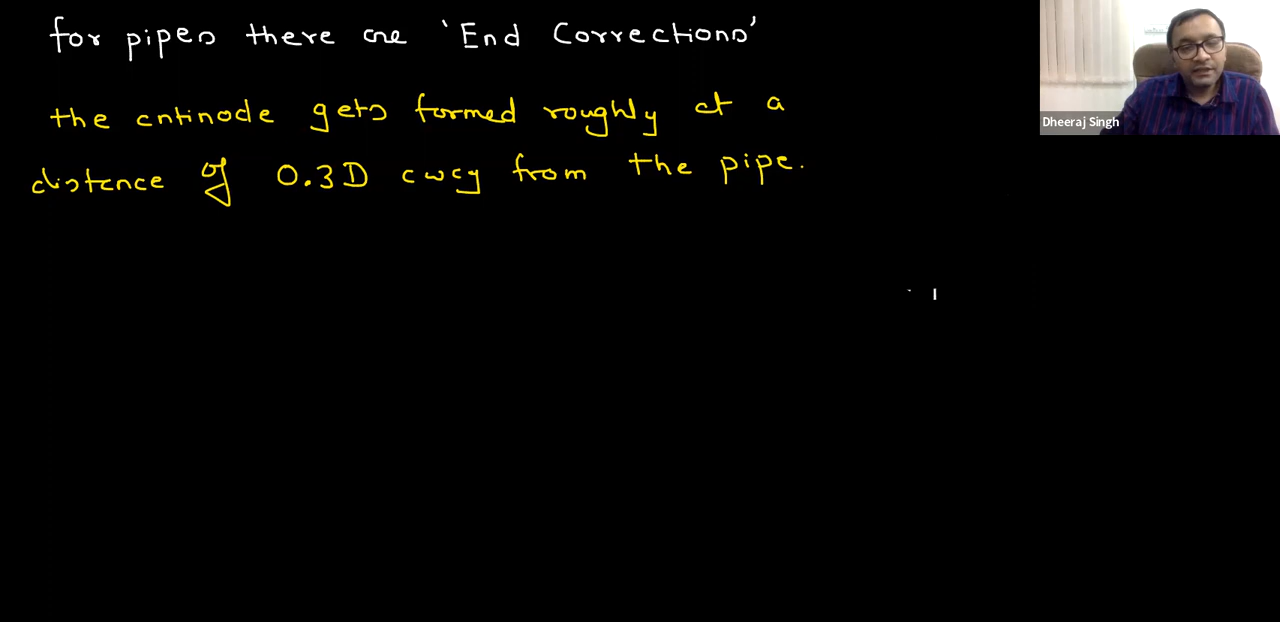 for pipes there are 'End Corrections'
the antinode gets formed roughly at a
distance of 0.3D away from the pipe.
Dheeraj Singh